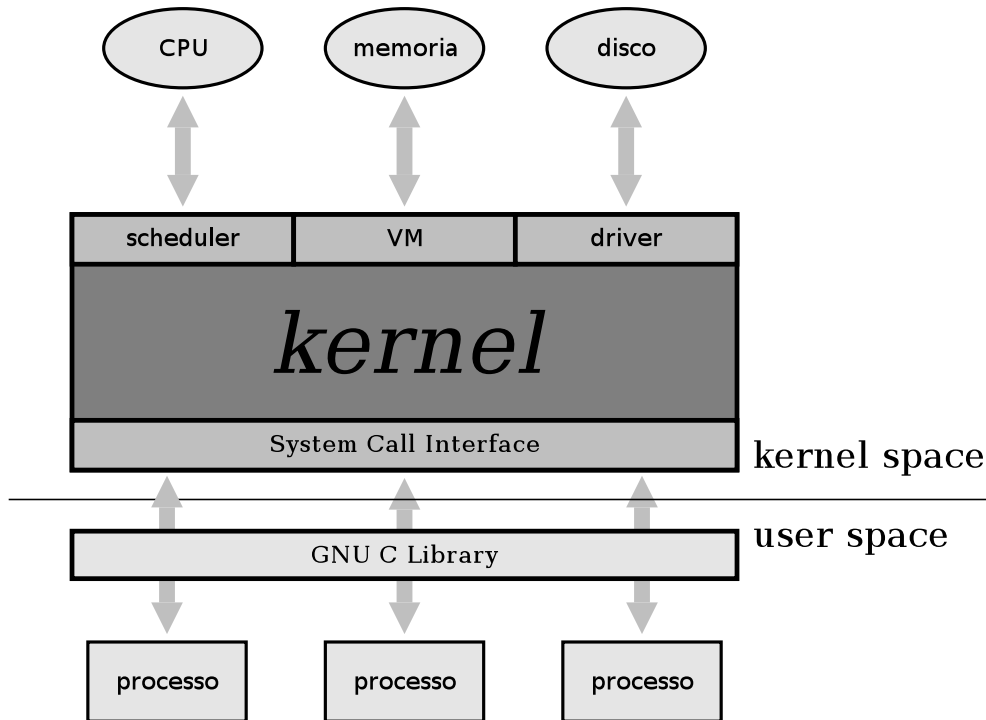 CPU memoria disco
scheduler VM driver
kernel
System Call Interface
kernel space
user space
GNU C Library
processo processo processo